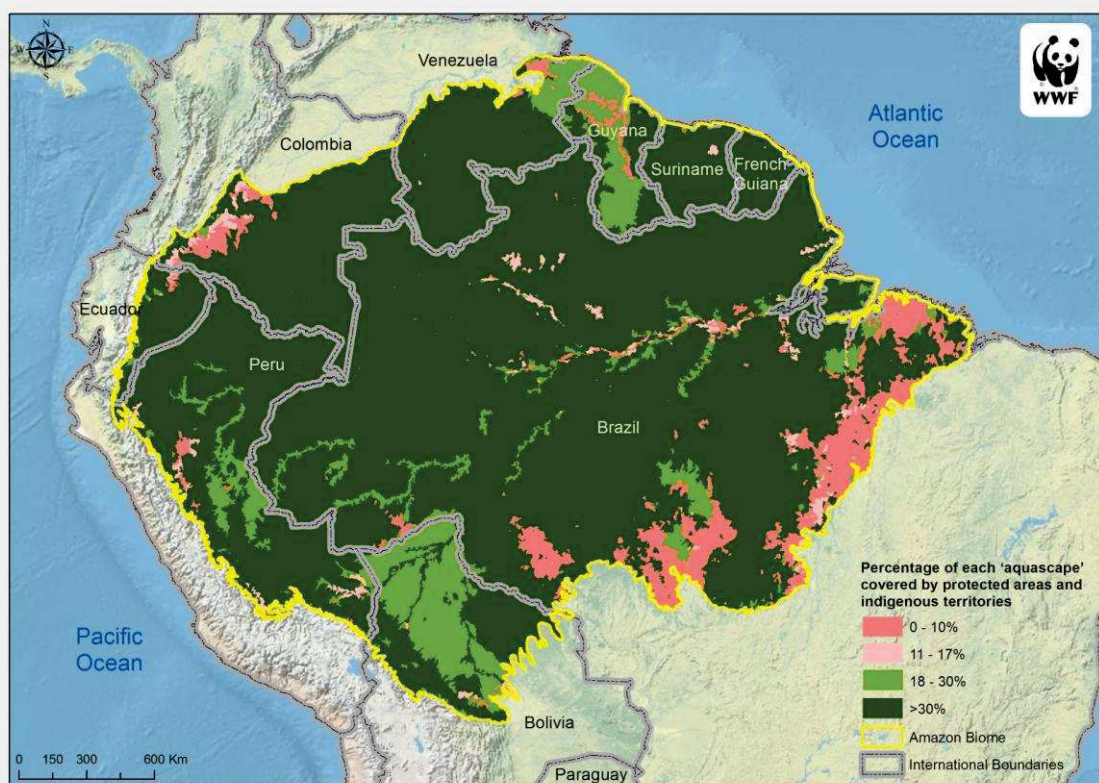 N
W
E
S
Venezuela
WWF
Atlantic
Ocean
Colombia
Guyana
Suriname
French
Guiana
Ecuador
Peru
Brazil
Percentage of each 'aquascape'
covered by protected areas and
indigenous territories
0 - 10%
11 - 17%
18 - 30%
>30%
Amazon Biome
International Boundaries
Pacific
Ocean
Bolivia
Paraguay
0 150 300 600 Km